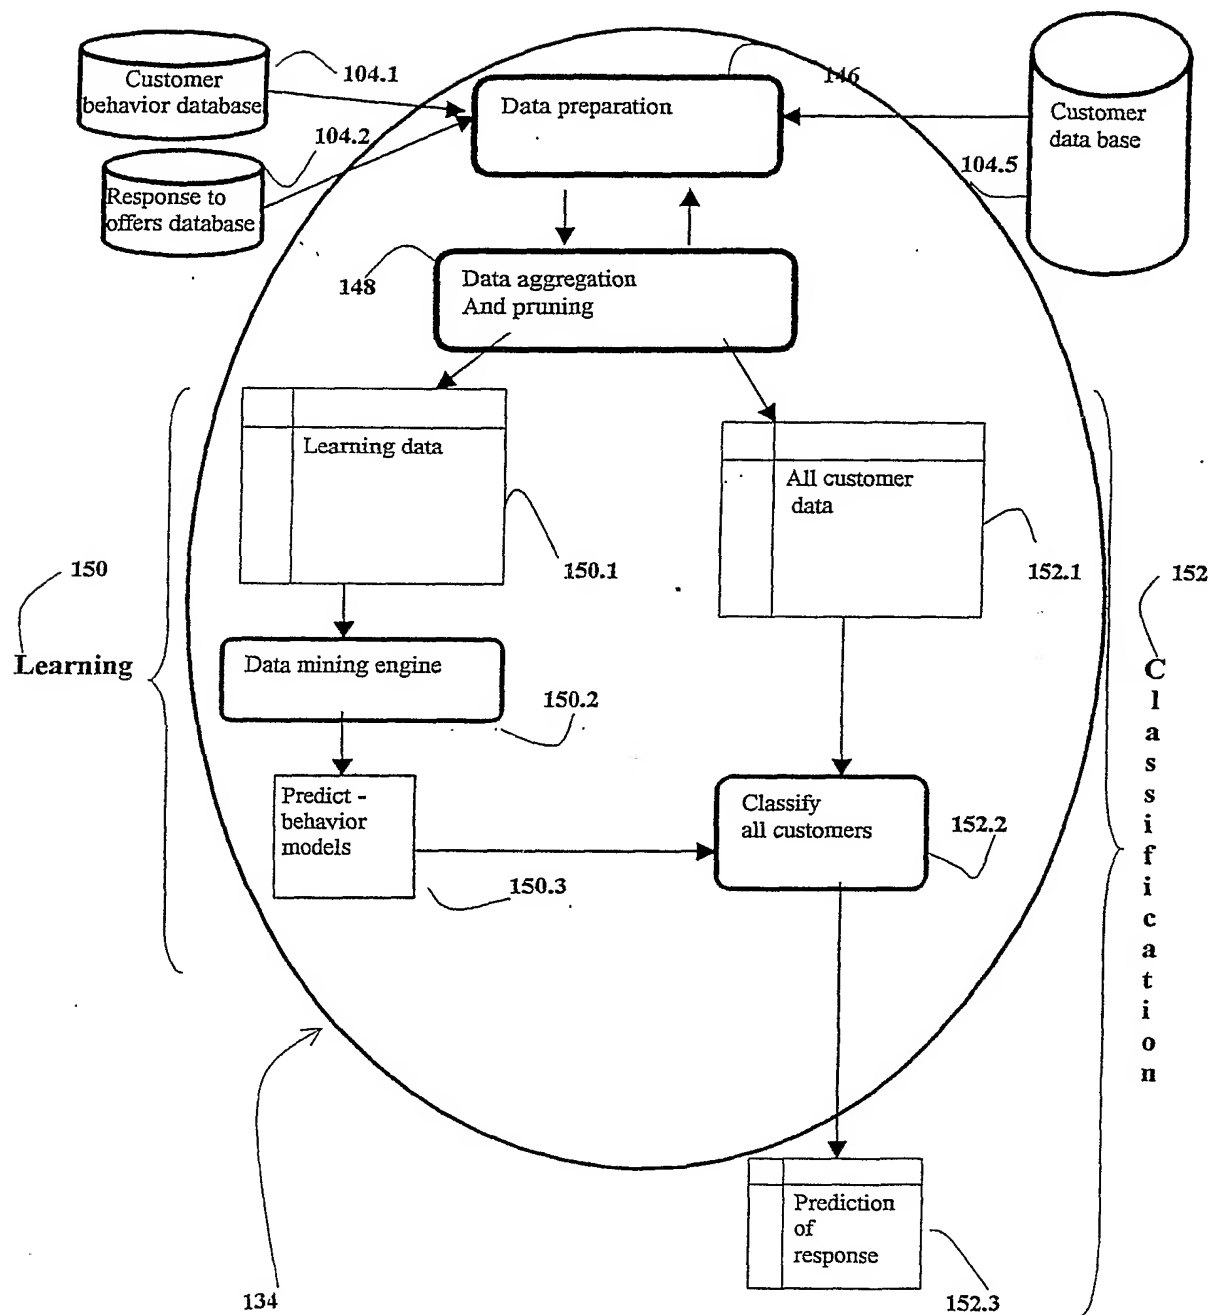 Customer
behavior database
104.1
146
Data preparation
Customer
data base
104.2
104.5
Response to
offers database
148
Data aggregation
And pruning
Learning data
All customer
data
150
150.1
152.1
152
Learning
Data mining engine
150.2
Classification
Predict -
behavior
models
Classify
all customers
152.2
150.3
Prediction
of
response
134
152.3